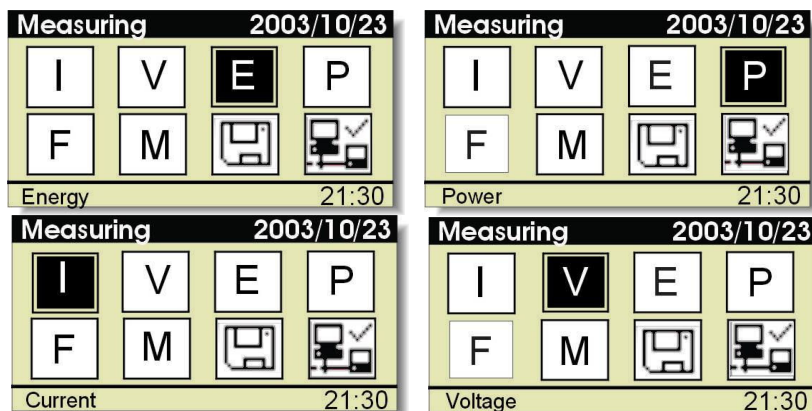 Measuring 2003/10/23
I V E P
F M
Energy 21:30
Measuring 2003/10/23
I V E P
F M
Power 21:30
Measuring 2003/10/23
I V E P
F M
Current 21:30
Measuring 2003/10/23
I V E P
F M
Voltage 21:30